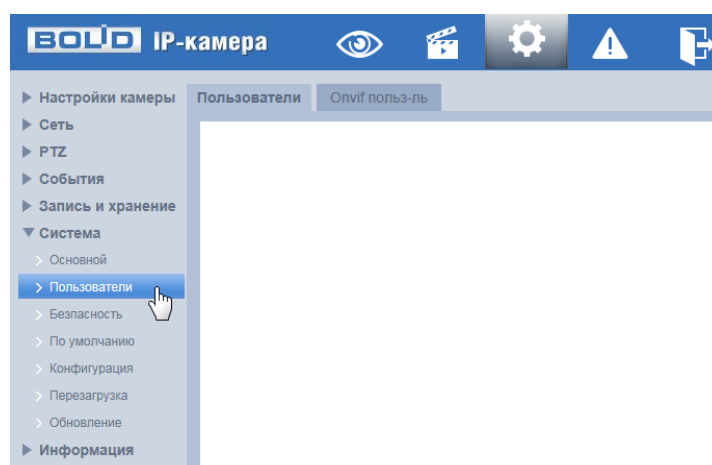 BOLID IP-камера
Пользователи Onvif польз-ль
Настройки камеры
Сеть
PTZ
События
Запись и хранение
Система
Основной
Пользователи
Безпасность
По умолчанию
Конфигурация
Перезагрузка
Обновление
Информация